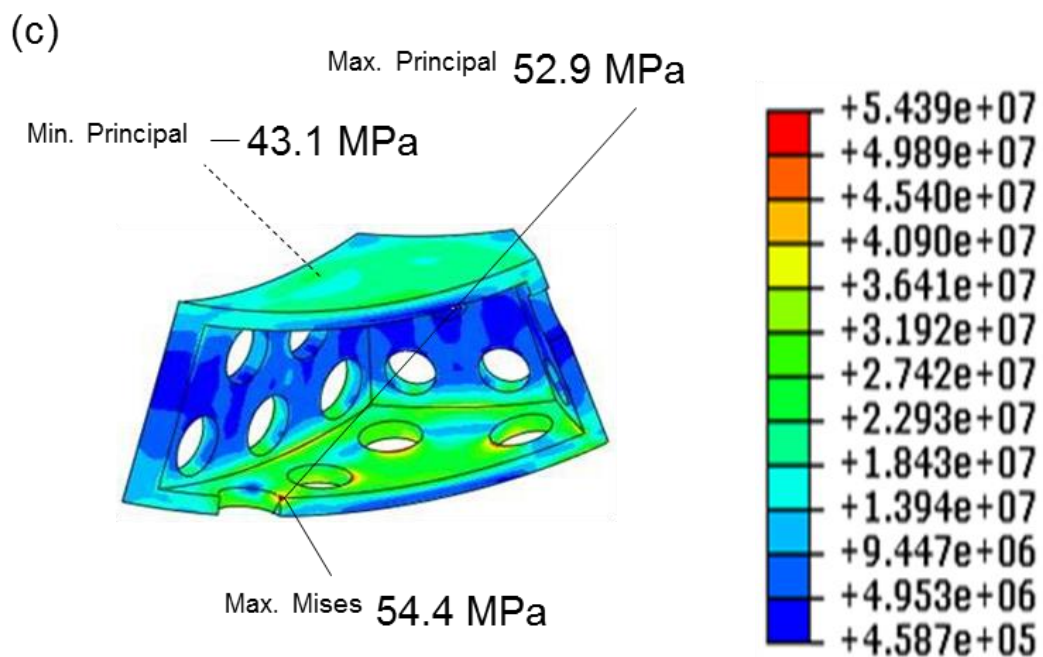 (c)
Max. Principal 52.9 MPa
Min. Principal —43.1 MPa
Max. Mises 54.4 MPa
+5.439e+07
+4.989e+07
+4.540e+07
+4.090e+07
+3.641e+07
+3.192e+07
+2.742e+07
+2.293e+07
+1.843e+07
+1.394e+07
+9.447e+06
+4.953e+06
+4.587e+05